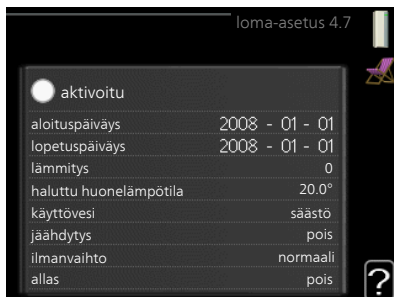 loma-asetus 4.7
aktivoitu
aloituspäiväys 2008 - 01 - 01
lopetuspäiväys 2008 - 01 - 01
lämmitys 0
haluttu huonelämpötila 20.0°
käyttövesi säästö
jäähdytys pois
ilmanvaihto normaali
allas pois
?